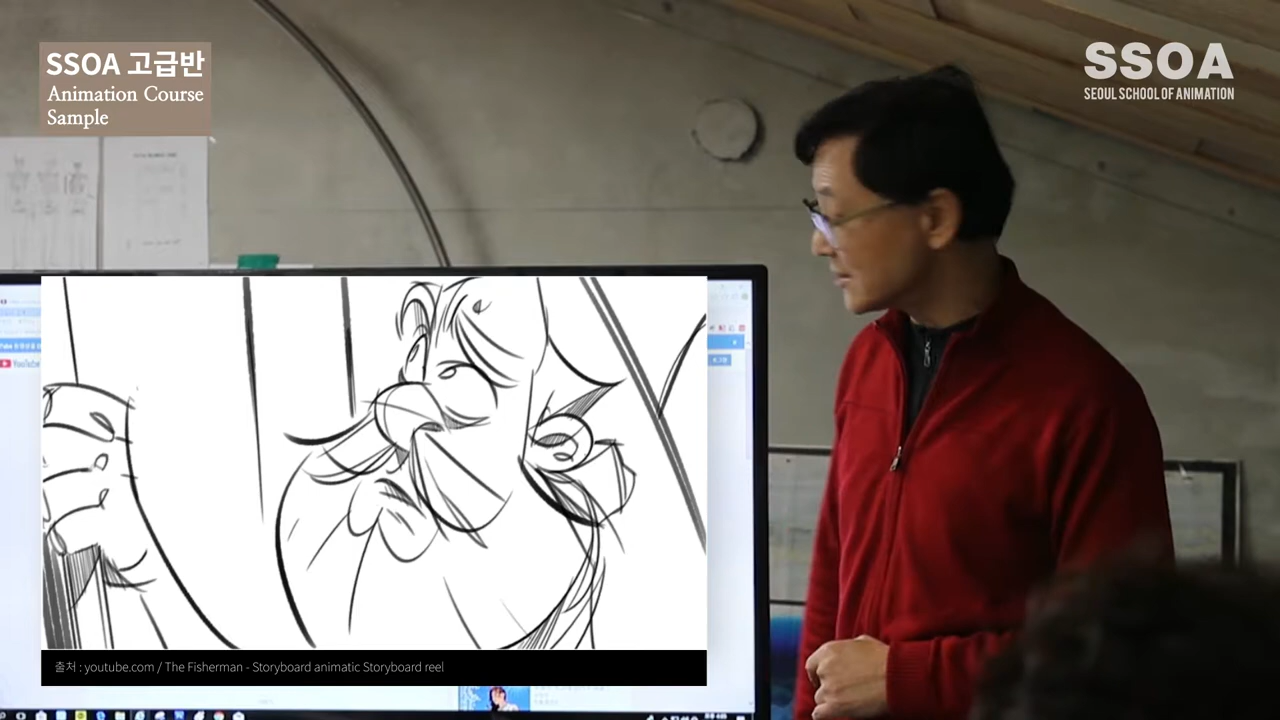 SSOA 고급반
Animation Course
Sample
SSOA
SEOUL SCHOOL OF ANIMATION
YouTube
출처 : youtube.com / The Fisherman - Storyboard animatic Storyboard reel